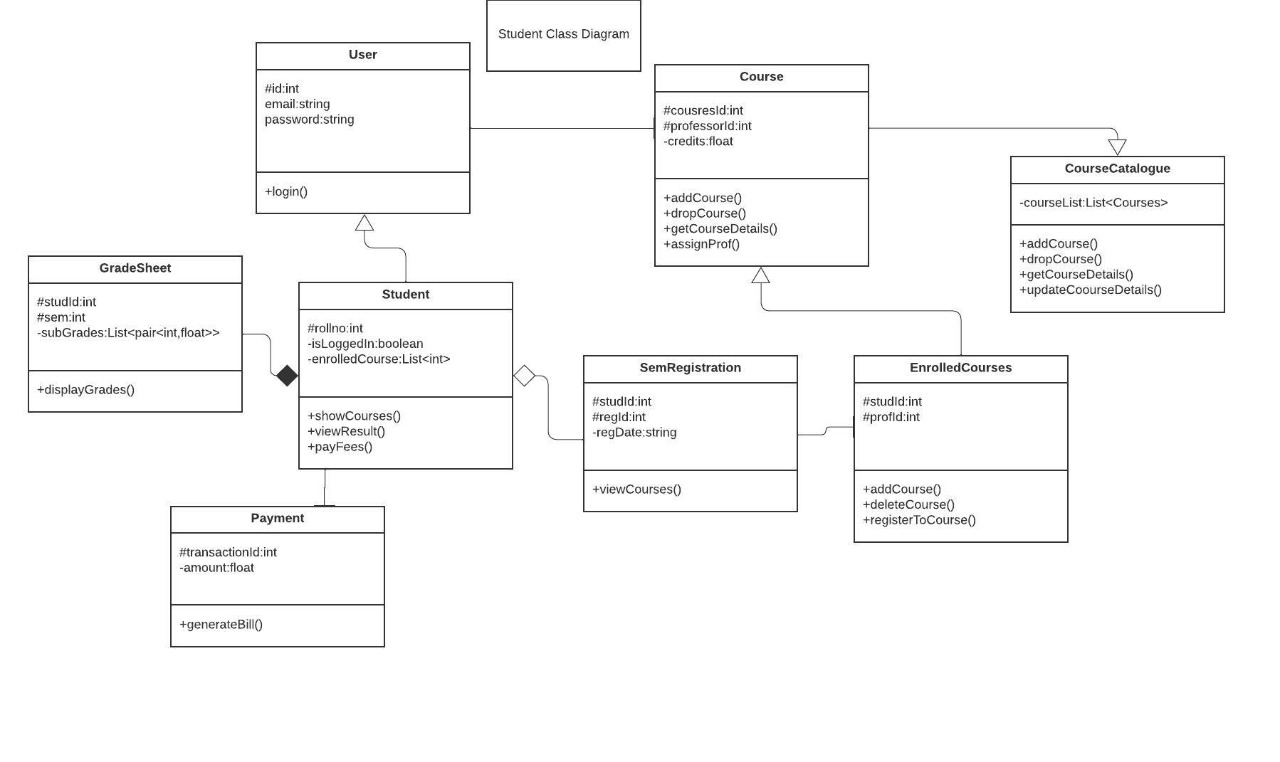 Student Class Diagram
User
#id:int
email:string
password:string
+login()
Course
#cousresId:int
#professorId:int
-credits:float
+addCourse()
+dropCourse()
+getCourseDetails()
+assignProf()
CourseCatalogue
-courseList:List<Courses>
+addCourse()
+dropCourse()
+getCourseDetails()
+updateCoourseDetails()
GradeSheet
#studId:int
#sem:int
-subGrades:List<pair<int,float>>
+displayGrades()
Student
#rollno:int
-isLoggedIn:boolean
-enrolledCourse:List<int>
+showCourses()
+viewResult()
+payFees()
SemRegistration
#studId:int
#regId:int
-regDate:string
+viewCourses()
EnrolledCourses
#studId:int
#profId:int
+addCourse()
+deleteCourse()
+registerToCourse()
Payment
#transactionId:int
-amount:float
+generateBill()